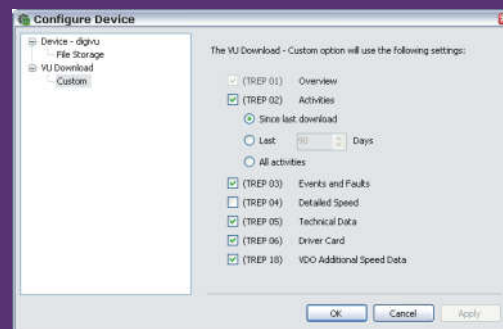 Configure Device
Device - digivu
File Storage
VU Download
Custom
The VU Download - Custom option will use the following settings:
(TREP 01) Overview
(TREP 02) Activities
Since last download
Last 90 Days
All activities
(TREP 03) Events and Faults
(TREP 04) Detailed Speed
(TREP 05) Technical Data
(TREP 06) Driver Card
(TREP 18) VDO Additional Speed Data
OK Cancel Apply